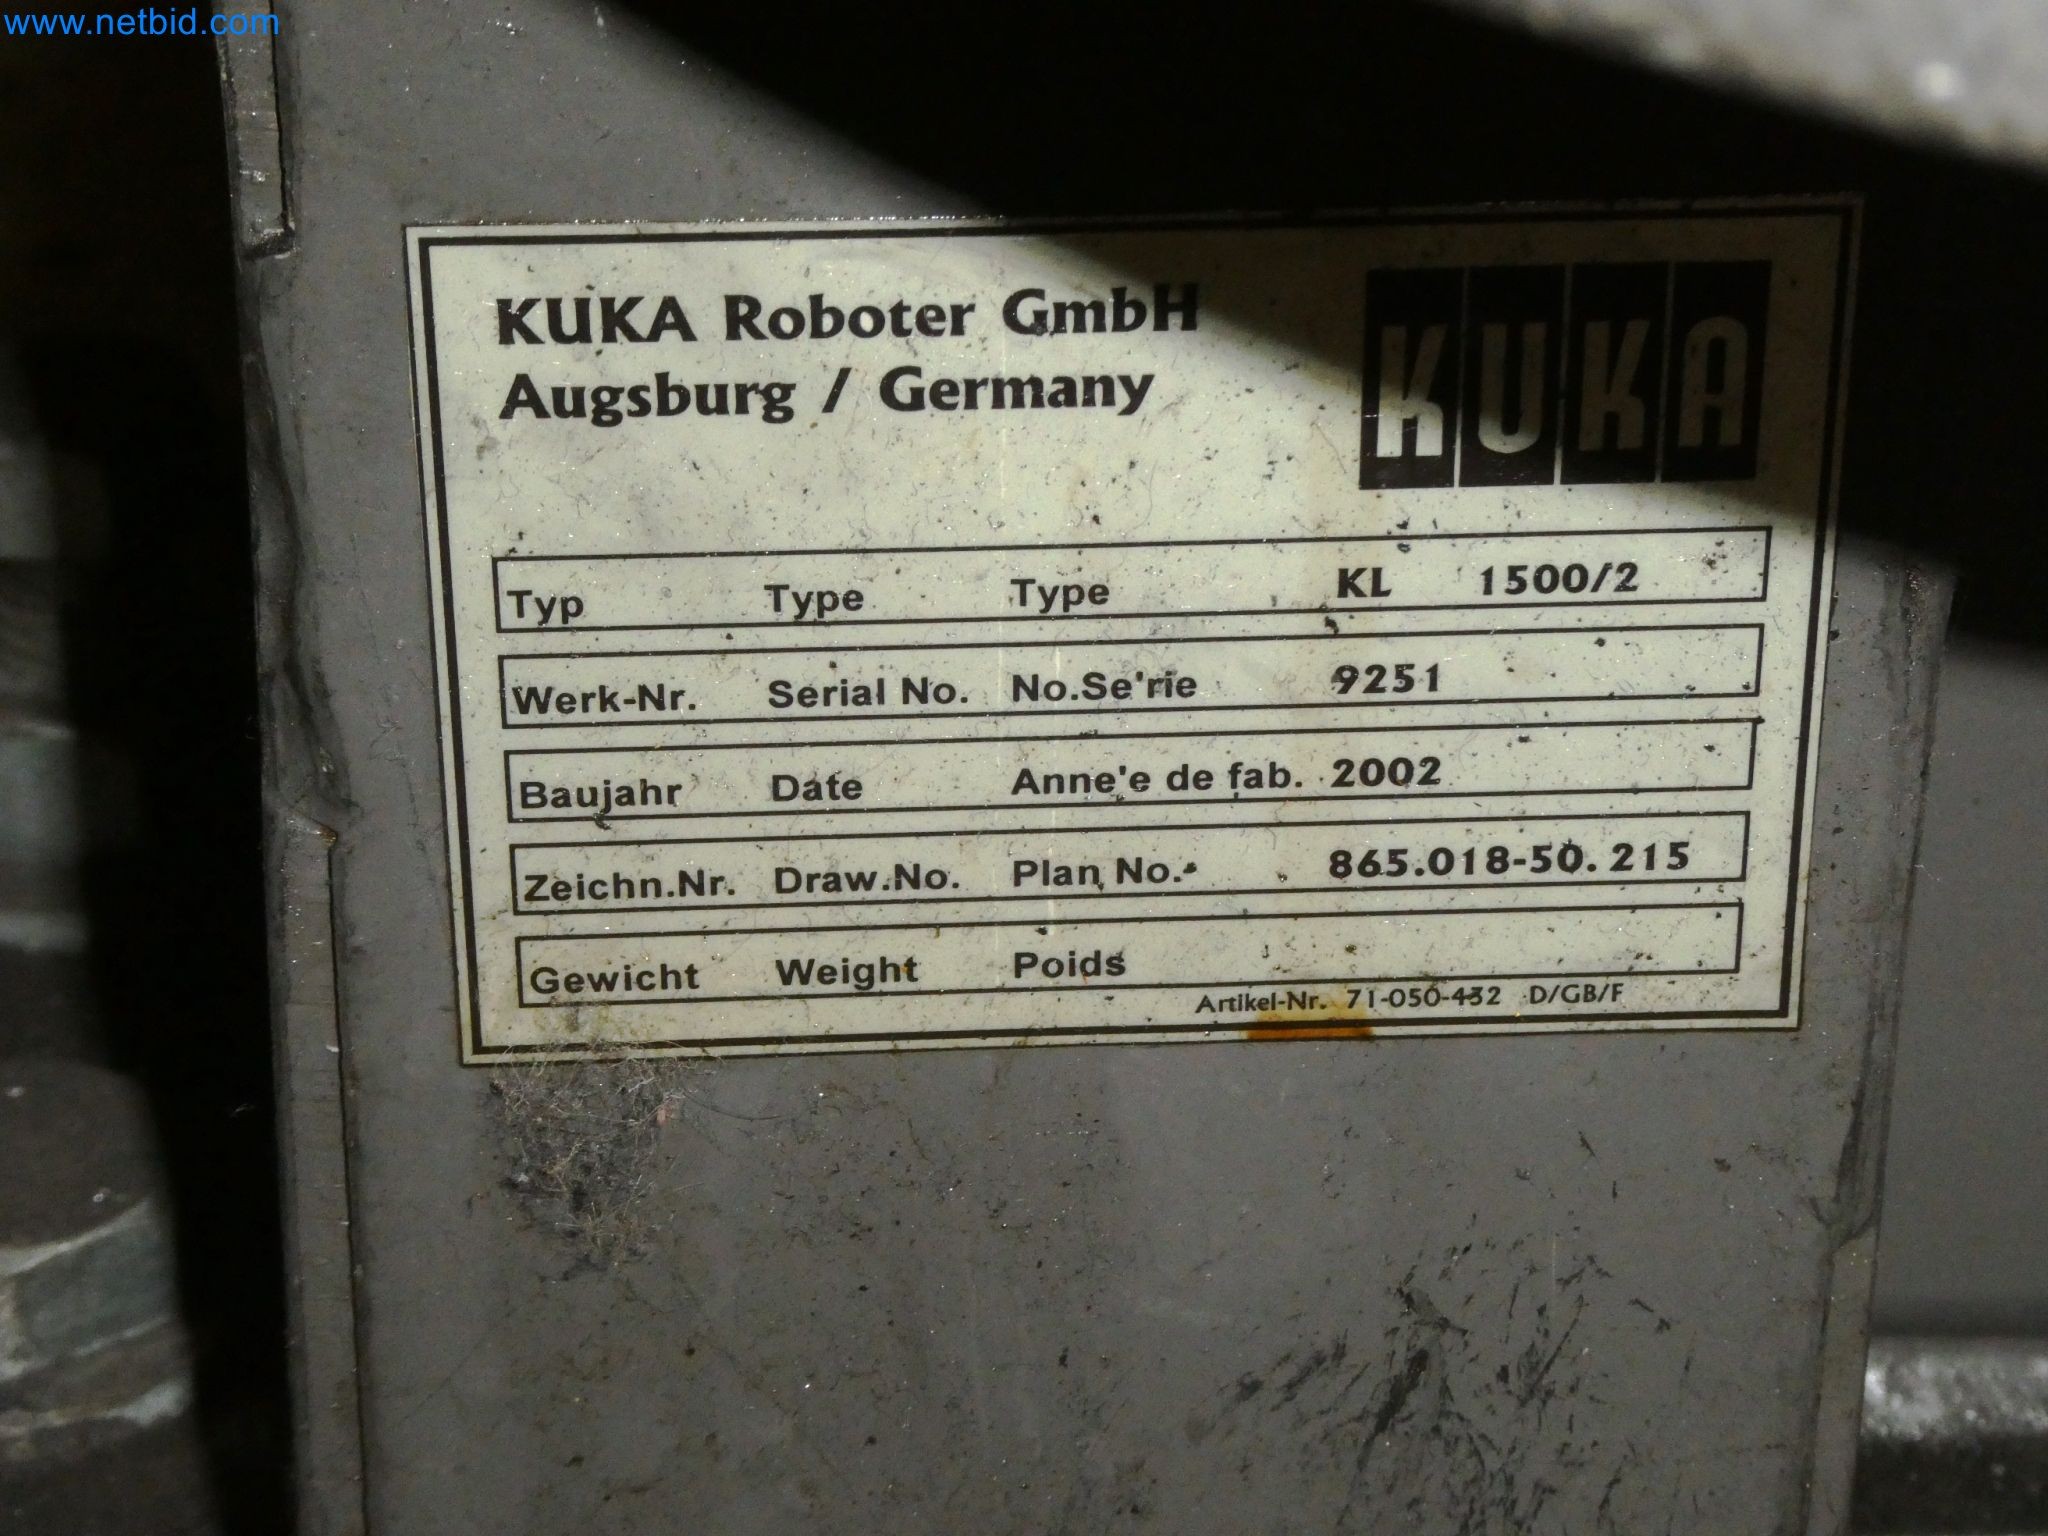 www.netbid.com
KUKA Roboter GmbH
Augsburg / Germany
KUKA
Typ Type Type KL 1500/2
Werk-Nr. Serial No. No.Se'rie 9251
Baujahr Date Anne'e de fab. 2002
Zeichn.Nr. Draw.No. Plan No. 865.018-50.215
Gewicht Weight Poids
Artikel-Nr. 71-050-432 D/GB/F